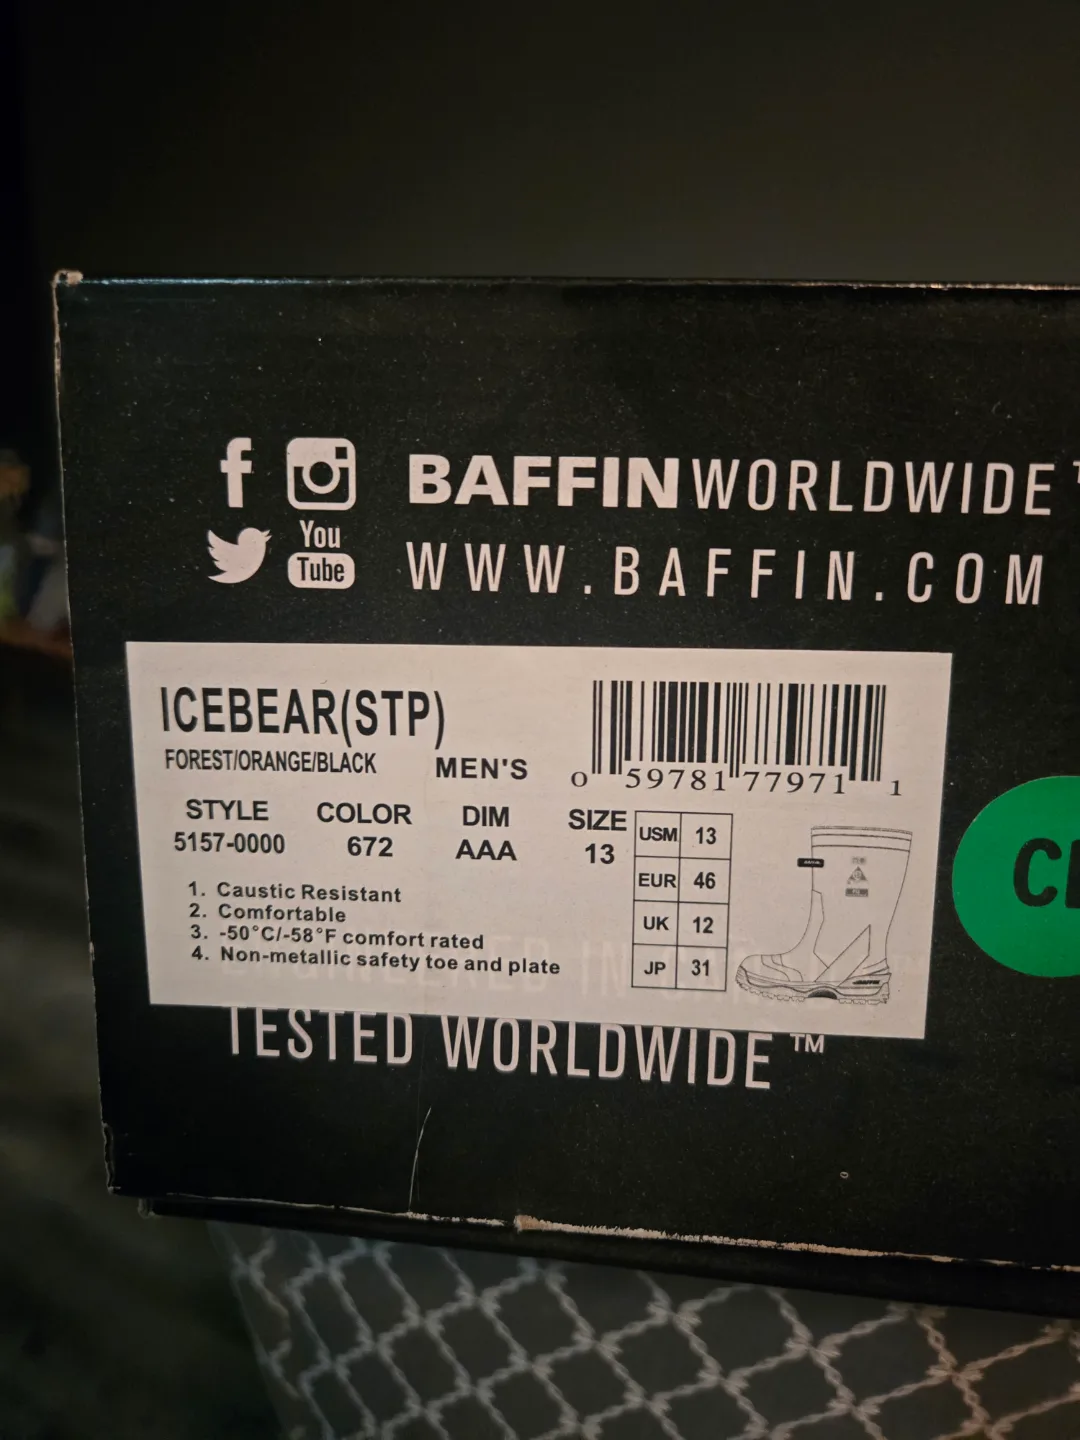 f
BAFFINWORLDWIDE™
You
Tube
WWW.BAFFIN.COM
ICEBEAR(STP)
FOREST/ORANGE/BLACK MEN'S
0 59781 77971 1
STYLE COLOR DIM SIZE
5157-0000 672 AAA 13
USM 13
EUR 46
UK 12
JP 31
1. Caustic Resistant
2. Comfortable
3. -50°C/-58°F comfort rated
4. Non-metallic safety toe and plate
BAFFIN
TESTED WORLDWIDE™